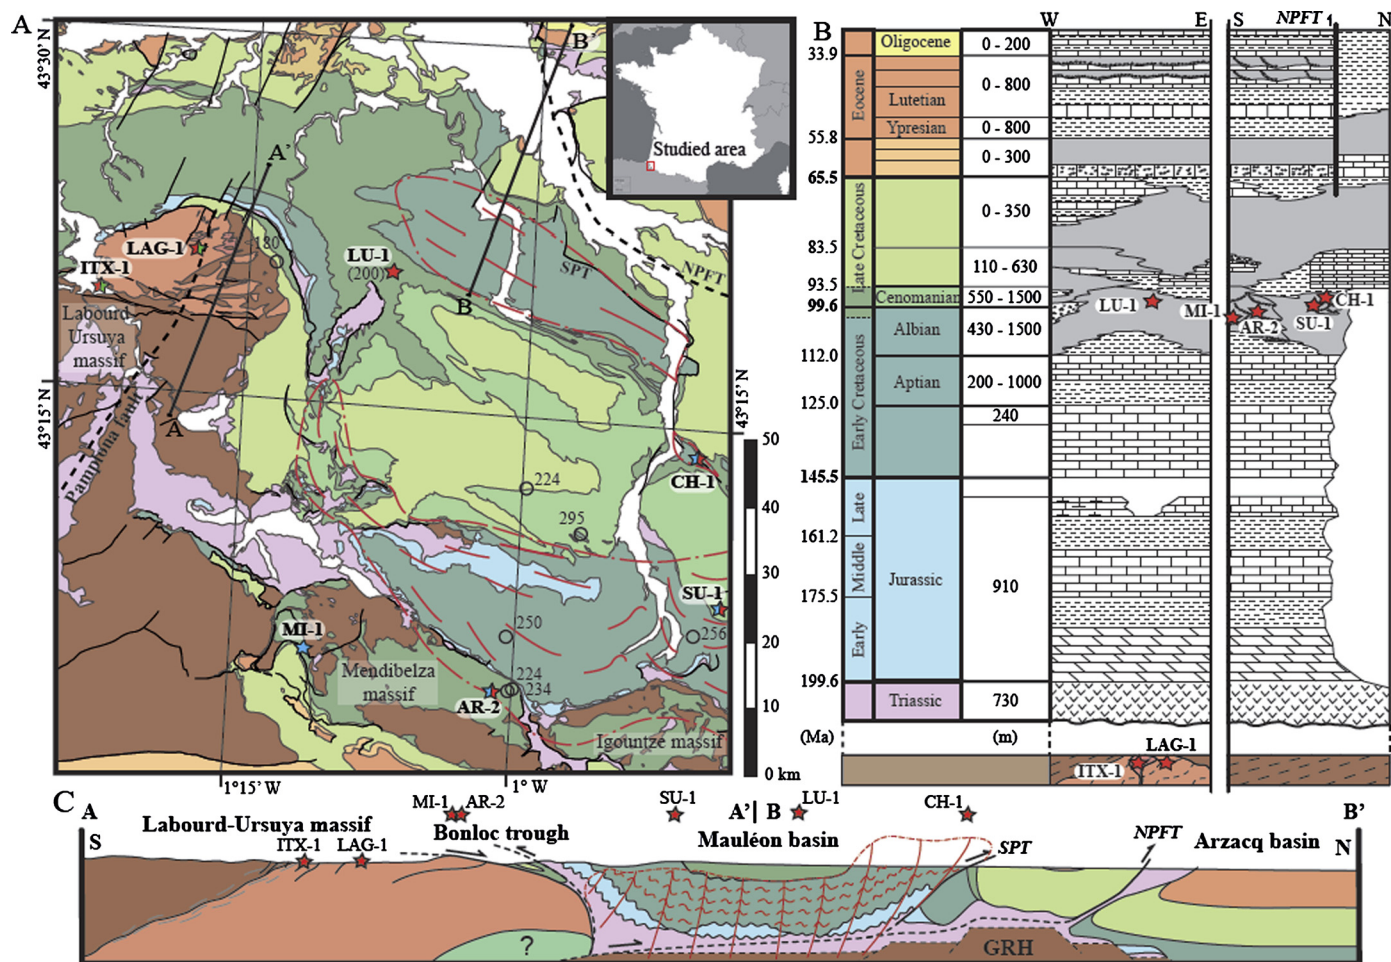 A
43°30' N
B'
Studied area
A'
LAG-1
180
ITX-1
LU-1
(200)
SPT
NPFT
B
Labourd
Ursuya
massif
Pamplona fault
A
43°15' N
43°15' N
CH-1
224
295
SU-1
256
250
MI-1
Mendibelza
massif
224
234
AR-2
Igountze massif
1°15' W
1° W
50
40
30
20
10
0 km
B
W
E
S
NPFT
N
33.9
55.8
65.5
83.5
93.5
99.6
112.0
125.0
145.5
161.2
175.5
199.6
(Ma)
Eocene
Late Cretaceous
Early Cretaceous
Late
Middle
Early
Oligocene
Lutetian
Ypresian
Cenomanian
Albian
Aptian
Jurassic
Triassic
0 - 200
0 - 800
0 - 800
0 - 300
0 - 350
110 - 630
550 - 1500
430 - 1500
200 - 1000
240
910
730
(m)
LU-1
MI-1
AR-2
SU-1
CH-1
LAG-1
ITX-1
C
A
S
Labourd-Ursuya massif
ITX-1
LAG-1
MI-1
AR-2
Bonloc trough
SU-1
A'
B
LU-1
Mauléon basin
CH-1
SPT
NPFT
Arzacq basin
B'
N
?
GRH